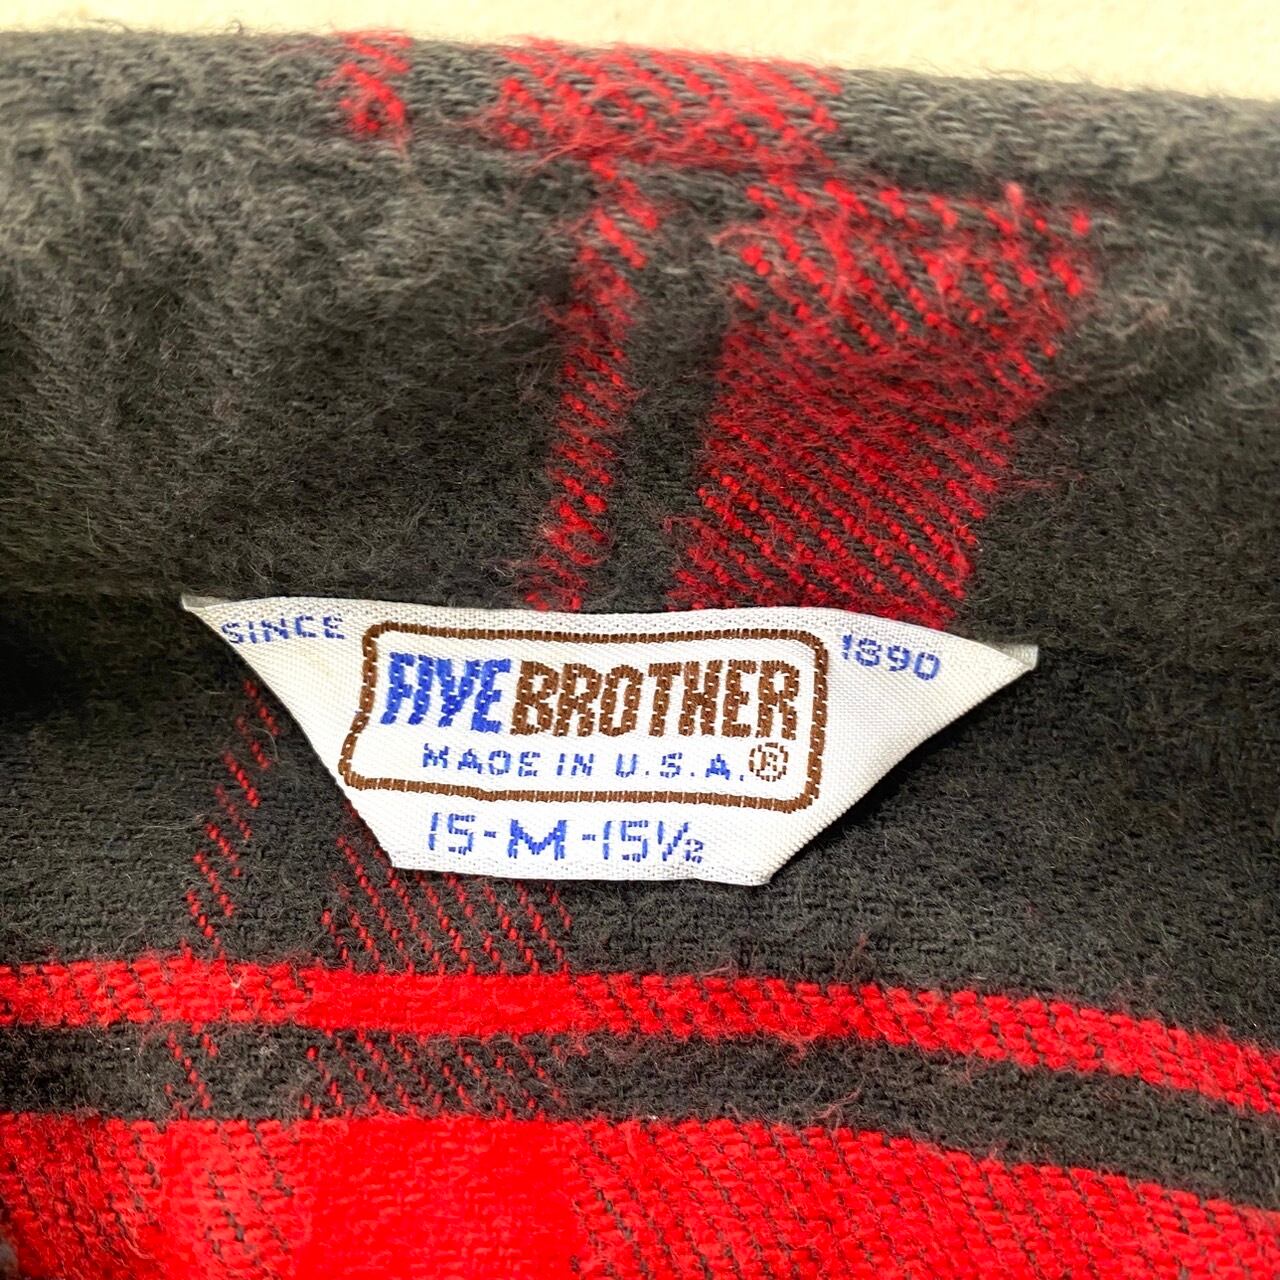 SINCE 1890
FIVE BROTHER
MADE IN U.S.A.®
15-M-15½